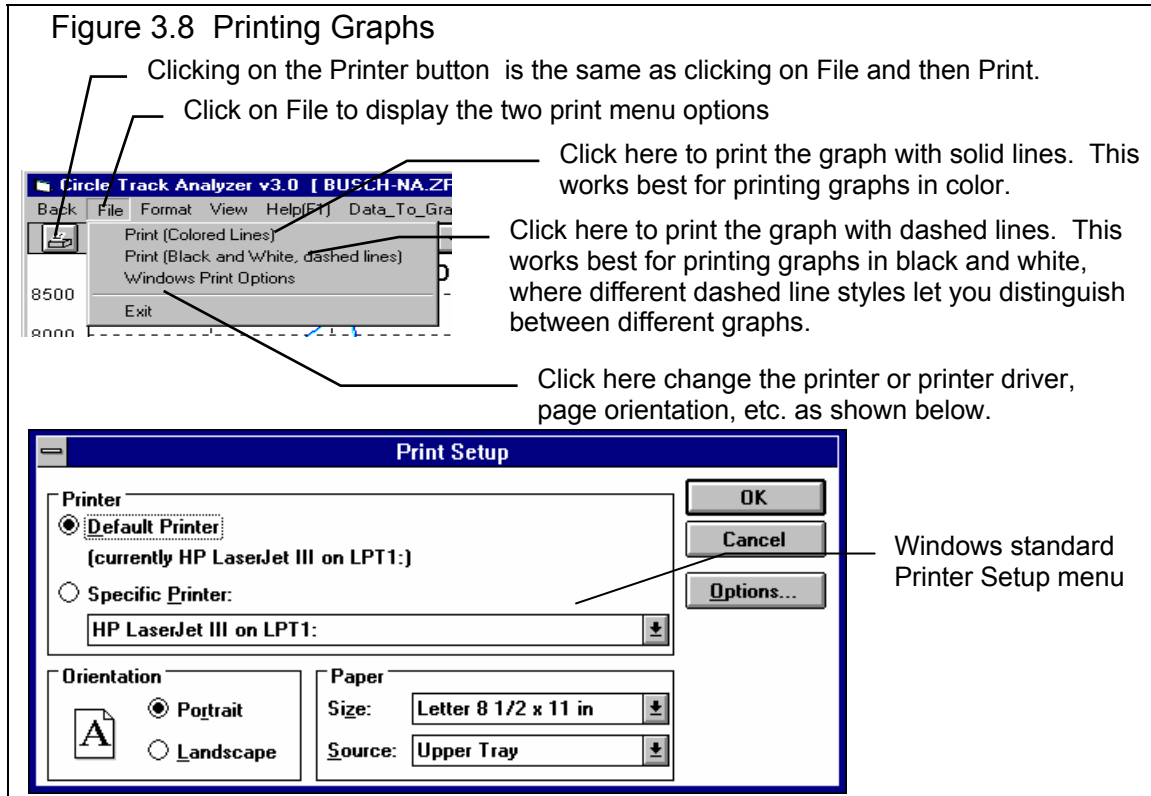 Figure 3.8 Printing Graphs
Clicking on the Printer button is the same as clicking on File and then Print.
Click on File to display the two print menu options
Click here to print the graph with solid lines. This
works best for printing graphs in color.
Circle Track Analyzer v3.0 [ BUSCH-NA.ZF
Back File Format View Help(F1) Data_To_Gra
Print (Colored Lines)
Print (Black and White, dashed lines)
Windows Print Options
Exit
8500
8000
Click here to print the graph with dashed lines. This
works best for printing graphs in black and white,
where different dashed line styles let you distinguish
between different graphs.
Click here change the printer or printer driver,
page orientation, etc. as shown below.
Print Setup
Printer
Default Printer
(currently HP LaserJet III on LPT1:)
Specific Printer:
HP LaserJet III on LPT1:
OK
Cancel
Options...
Windows standard
Printer Setup menu
Orientation
A
Portrait
Landscape
Paper
Size: Letter 8 1/2 x 11 in
Source: Upper Tray